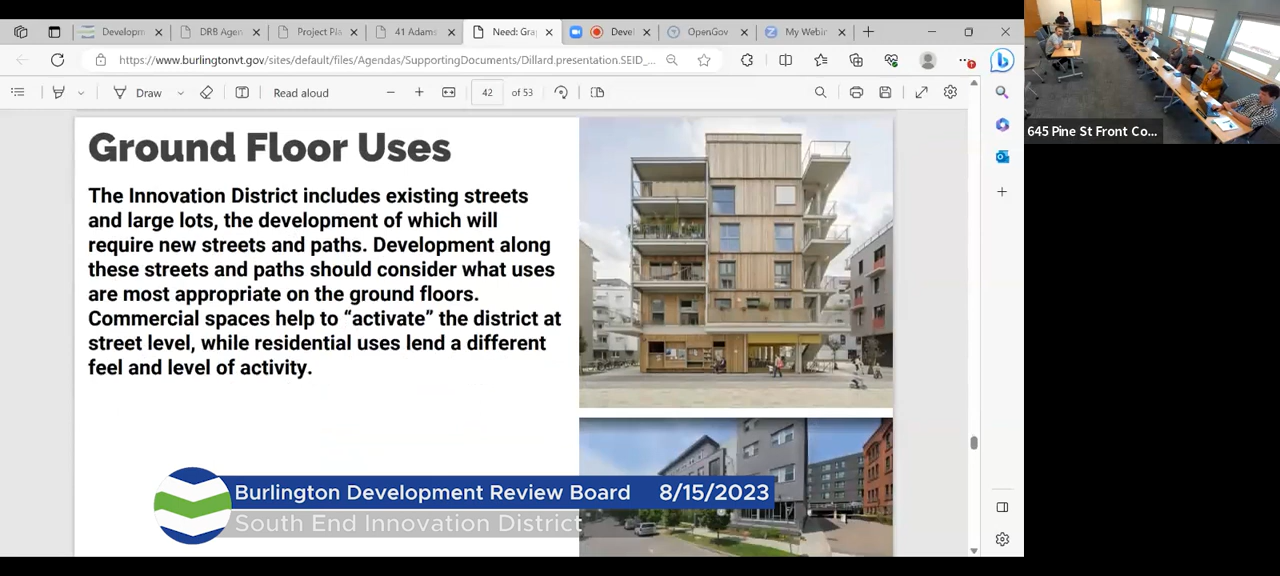 Developm
DRB Agen
Project Pla
41 Adam
Need: Gra
Devel
OpenGov
My Webin
https://www.burlingtonvt.gov/sites/default/files/Agendas/SupportingDocuments/Dillard.presentation.SEID_...
Draw
Read aloud
42
of 53
645 Pine St Front Co...
Ground Floor Uses
The Innovation District includes existing streets
and large lots, the development of which will
require new streets and paths. Development along
these streets and paths should consider what uses
are most appropriate on the ground floors.
Commercial spaces help to “activate” the district at
street level, while residential uses lend a different
feel and level of activity.
Burlington Development Review Board 8/15/2023
South End Innovation District